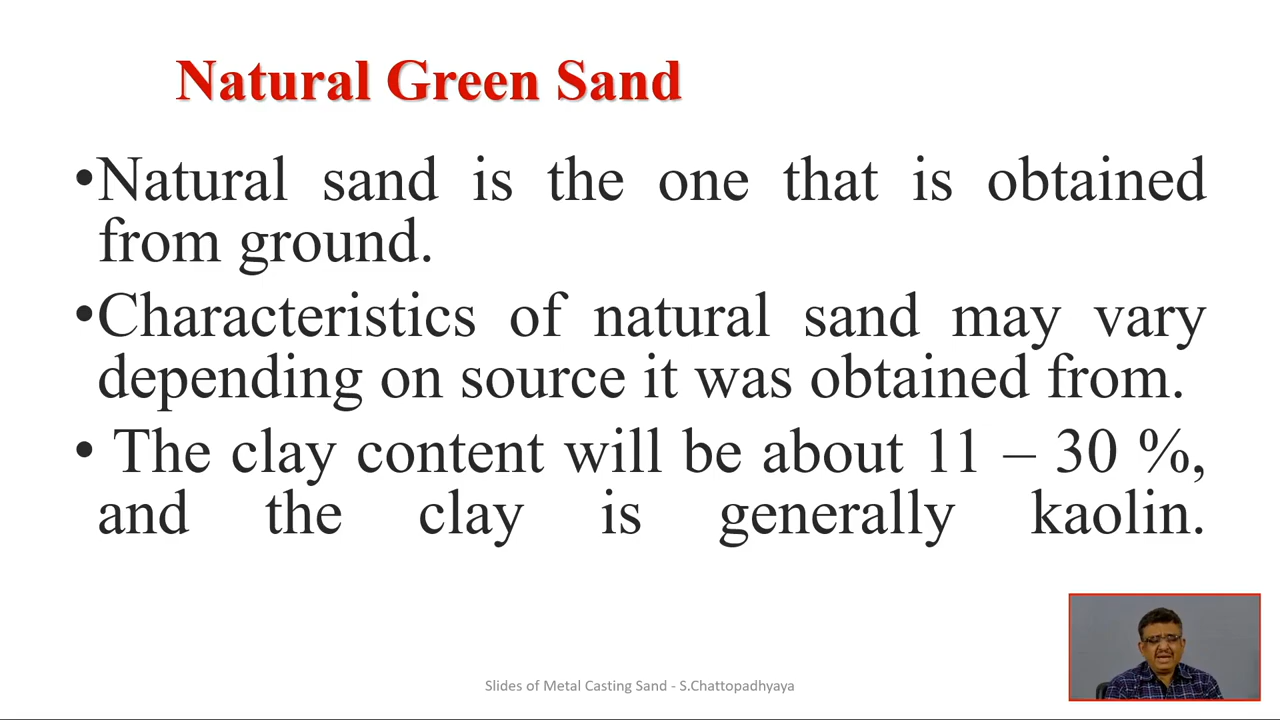 Natural Green Sand
•Natural sand is the one that is obtained
from ground.
•Characteristics of natural sand may vary
depending on source it was obtained from.
• The clay content will be about 11 – 30 %,
and the clay is generally kaolin.
Slides of Metal Casting Sand - S.Chattopadhyaya